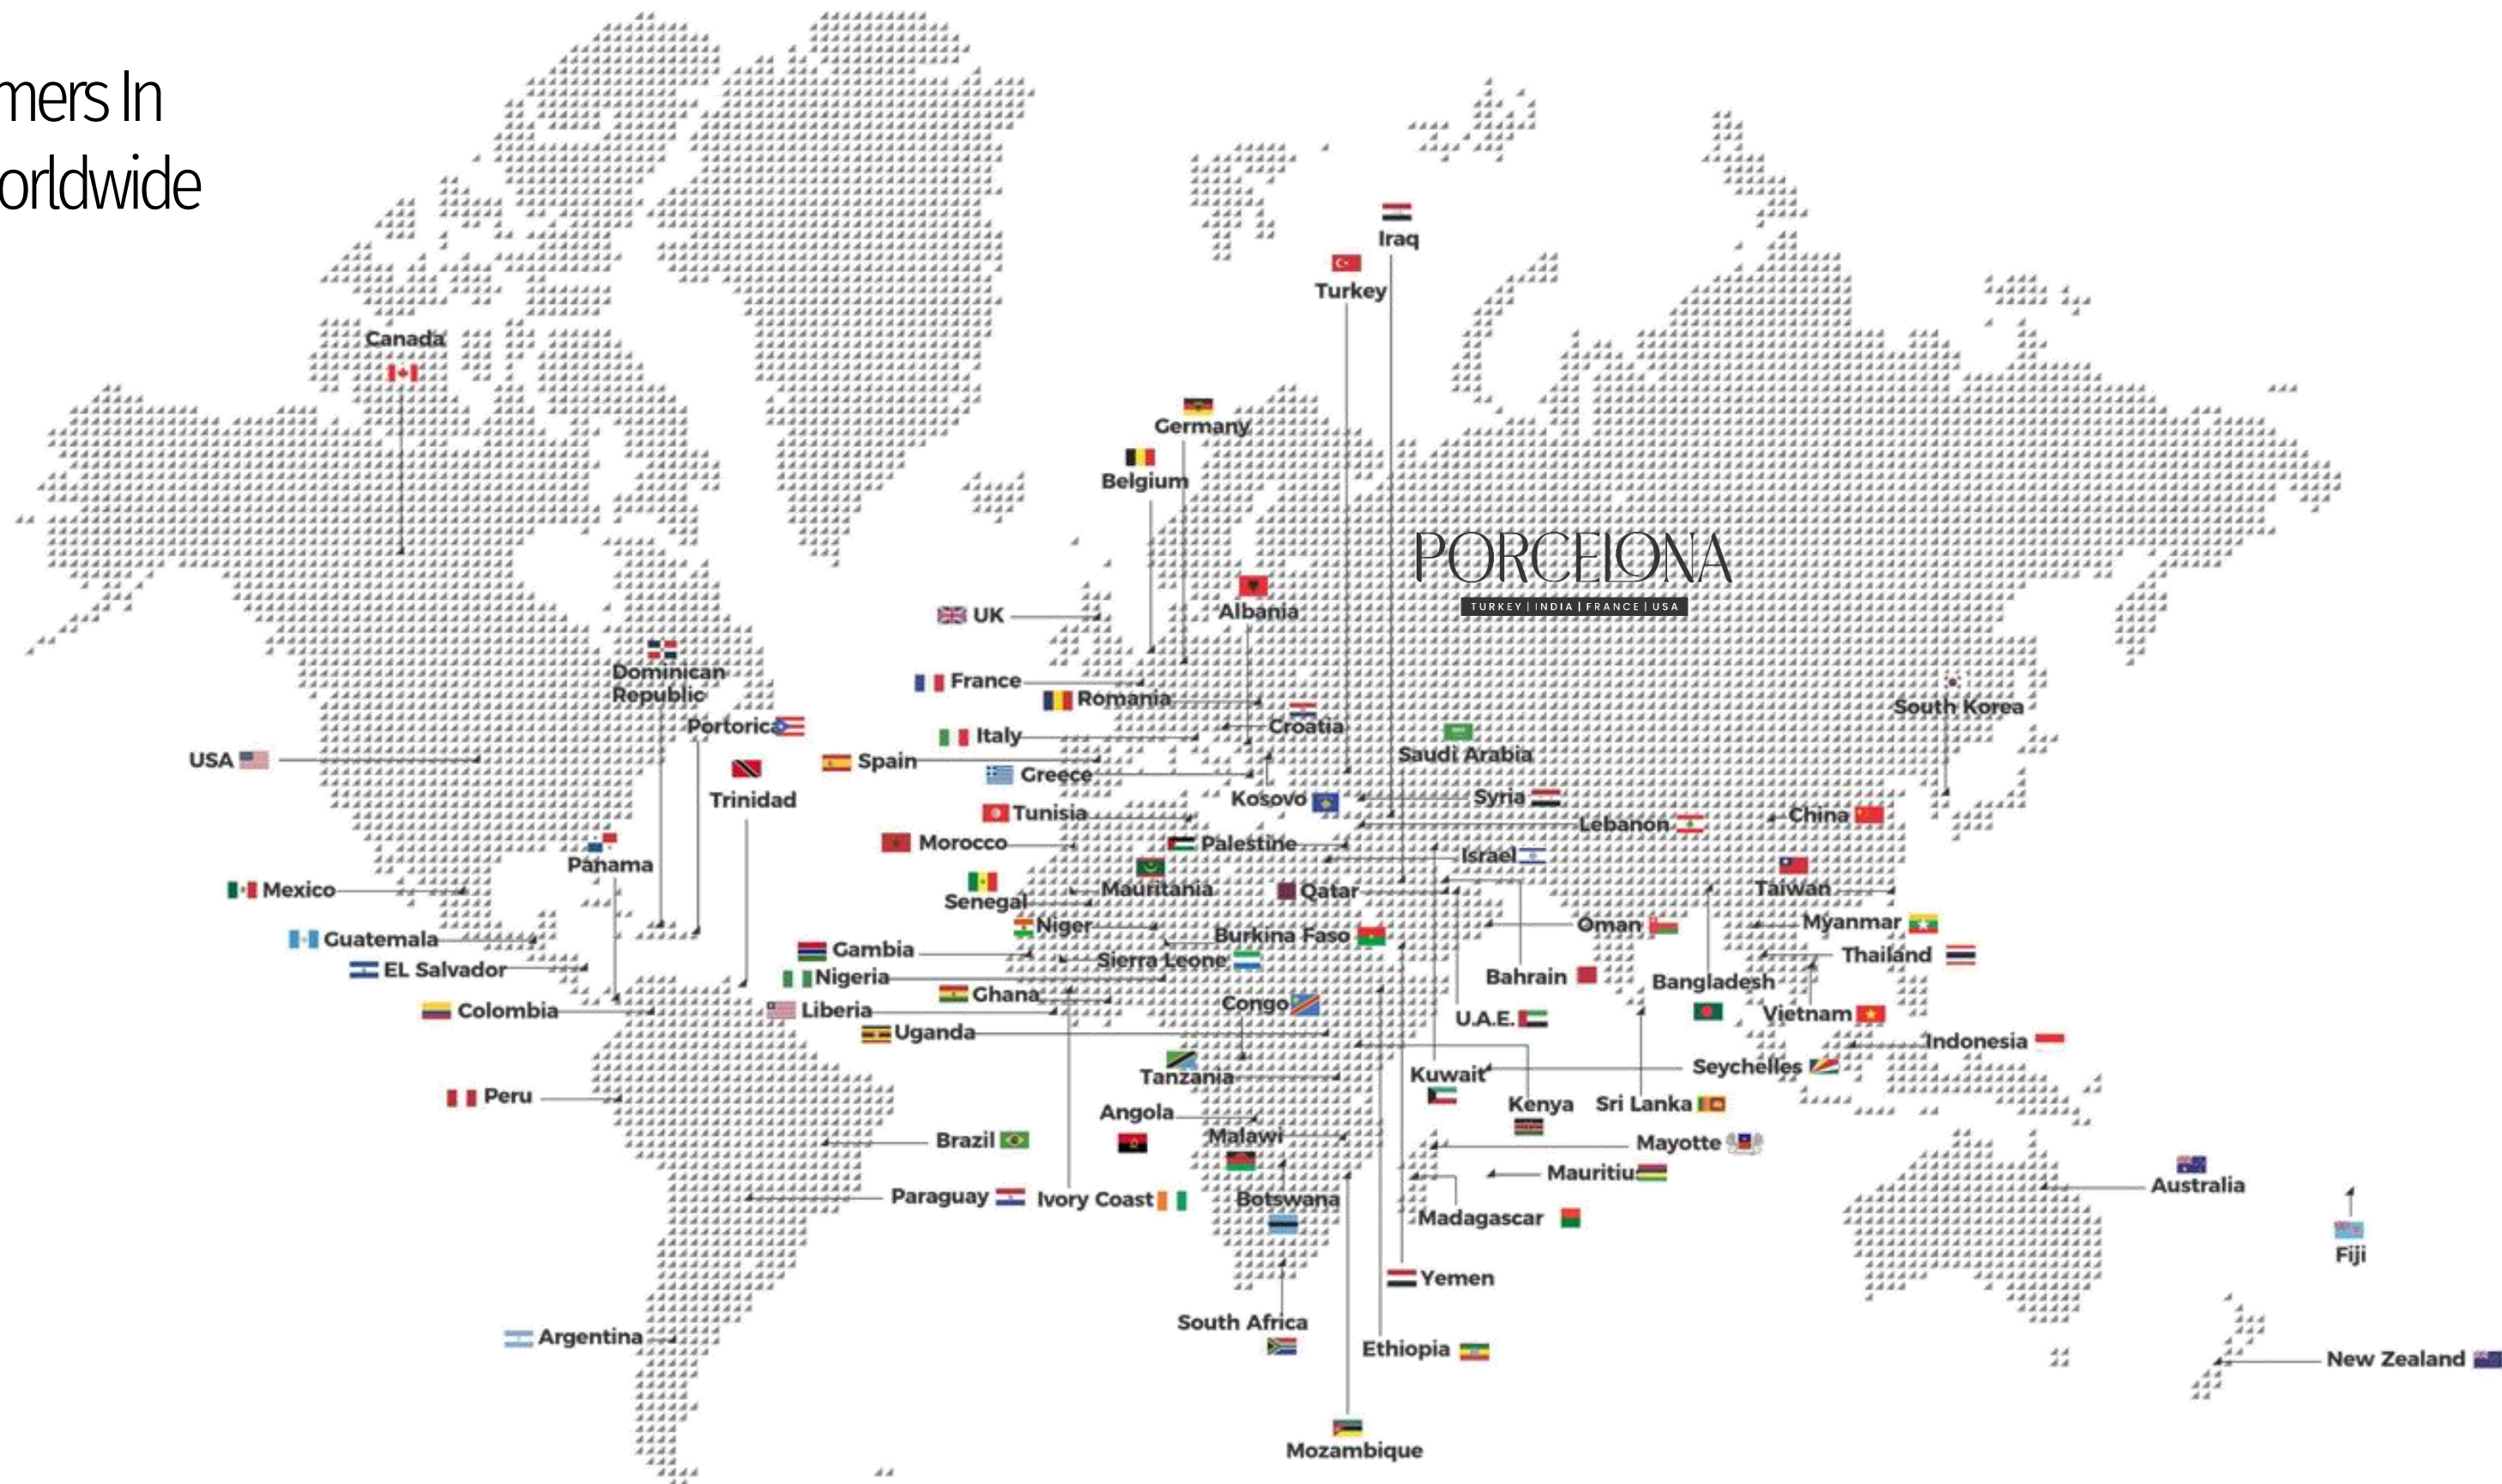 mers In
orldwide
Iraq
Turkey
Canada
Germany
Belgium
PORCELONA
TURKEY | INDIA | FRANCE | USA
Albania
UK
Dominican
Republic
France
Romania
South Korea
Portorica
Croatia
Italy
Saudi Arabia
USA
Spain
Greece
Trinidad
Kosovo
Syria
Tunisia
China
Lebanon
Morocco
Palestine
Israel
Panama
Mexico
Mauritania
Qatar
Taiwan
Senegal
Niger
Burkina Faso
Oman
Myanmar
Guatemala
Gambia
Sierra Leone
Thailand
EL Salvador
Nigeria
Bahrain
Bangladesh
Ghana
Congo
Colombia
Liberia
U.A.E.
Vietnam
Uganda
Indonesia
Seychelles
Tanzania
Kuwait
Peru
Kenya
Sri Lanka
Angola
Malawi
Brazil
Mayotte
Mauritiu
Paraguay
Ivory Coast
Botswana
Australia
Madagascar
Fiji
Yemen
South Africa
Argentina
Ethiopia
New Zealand
Mozambique